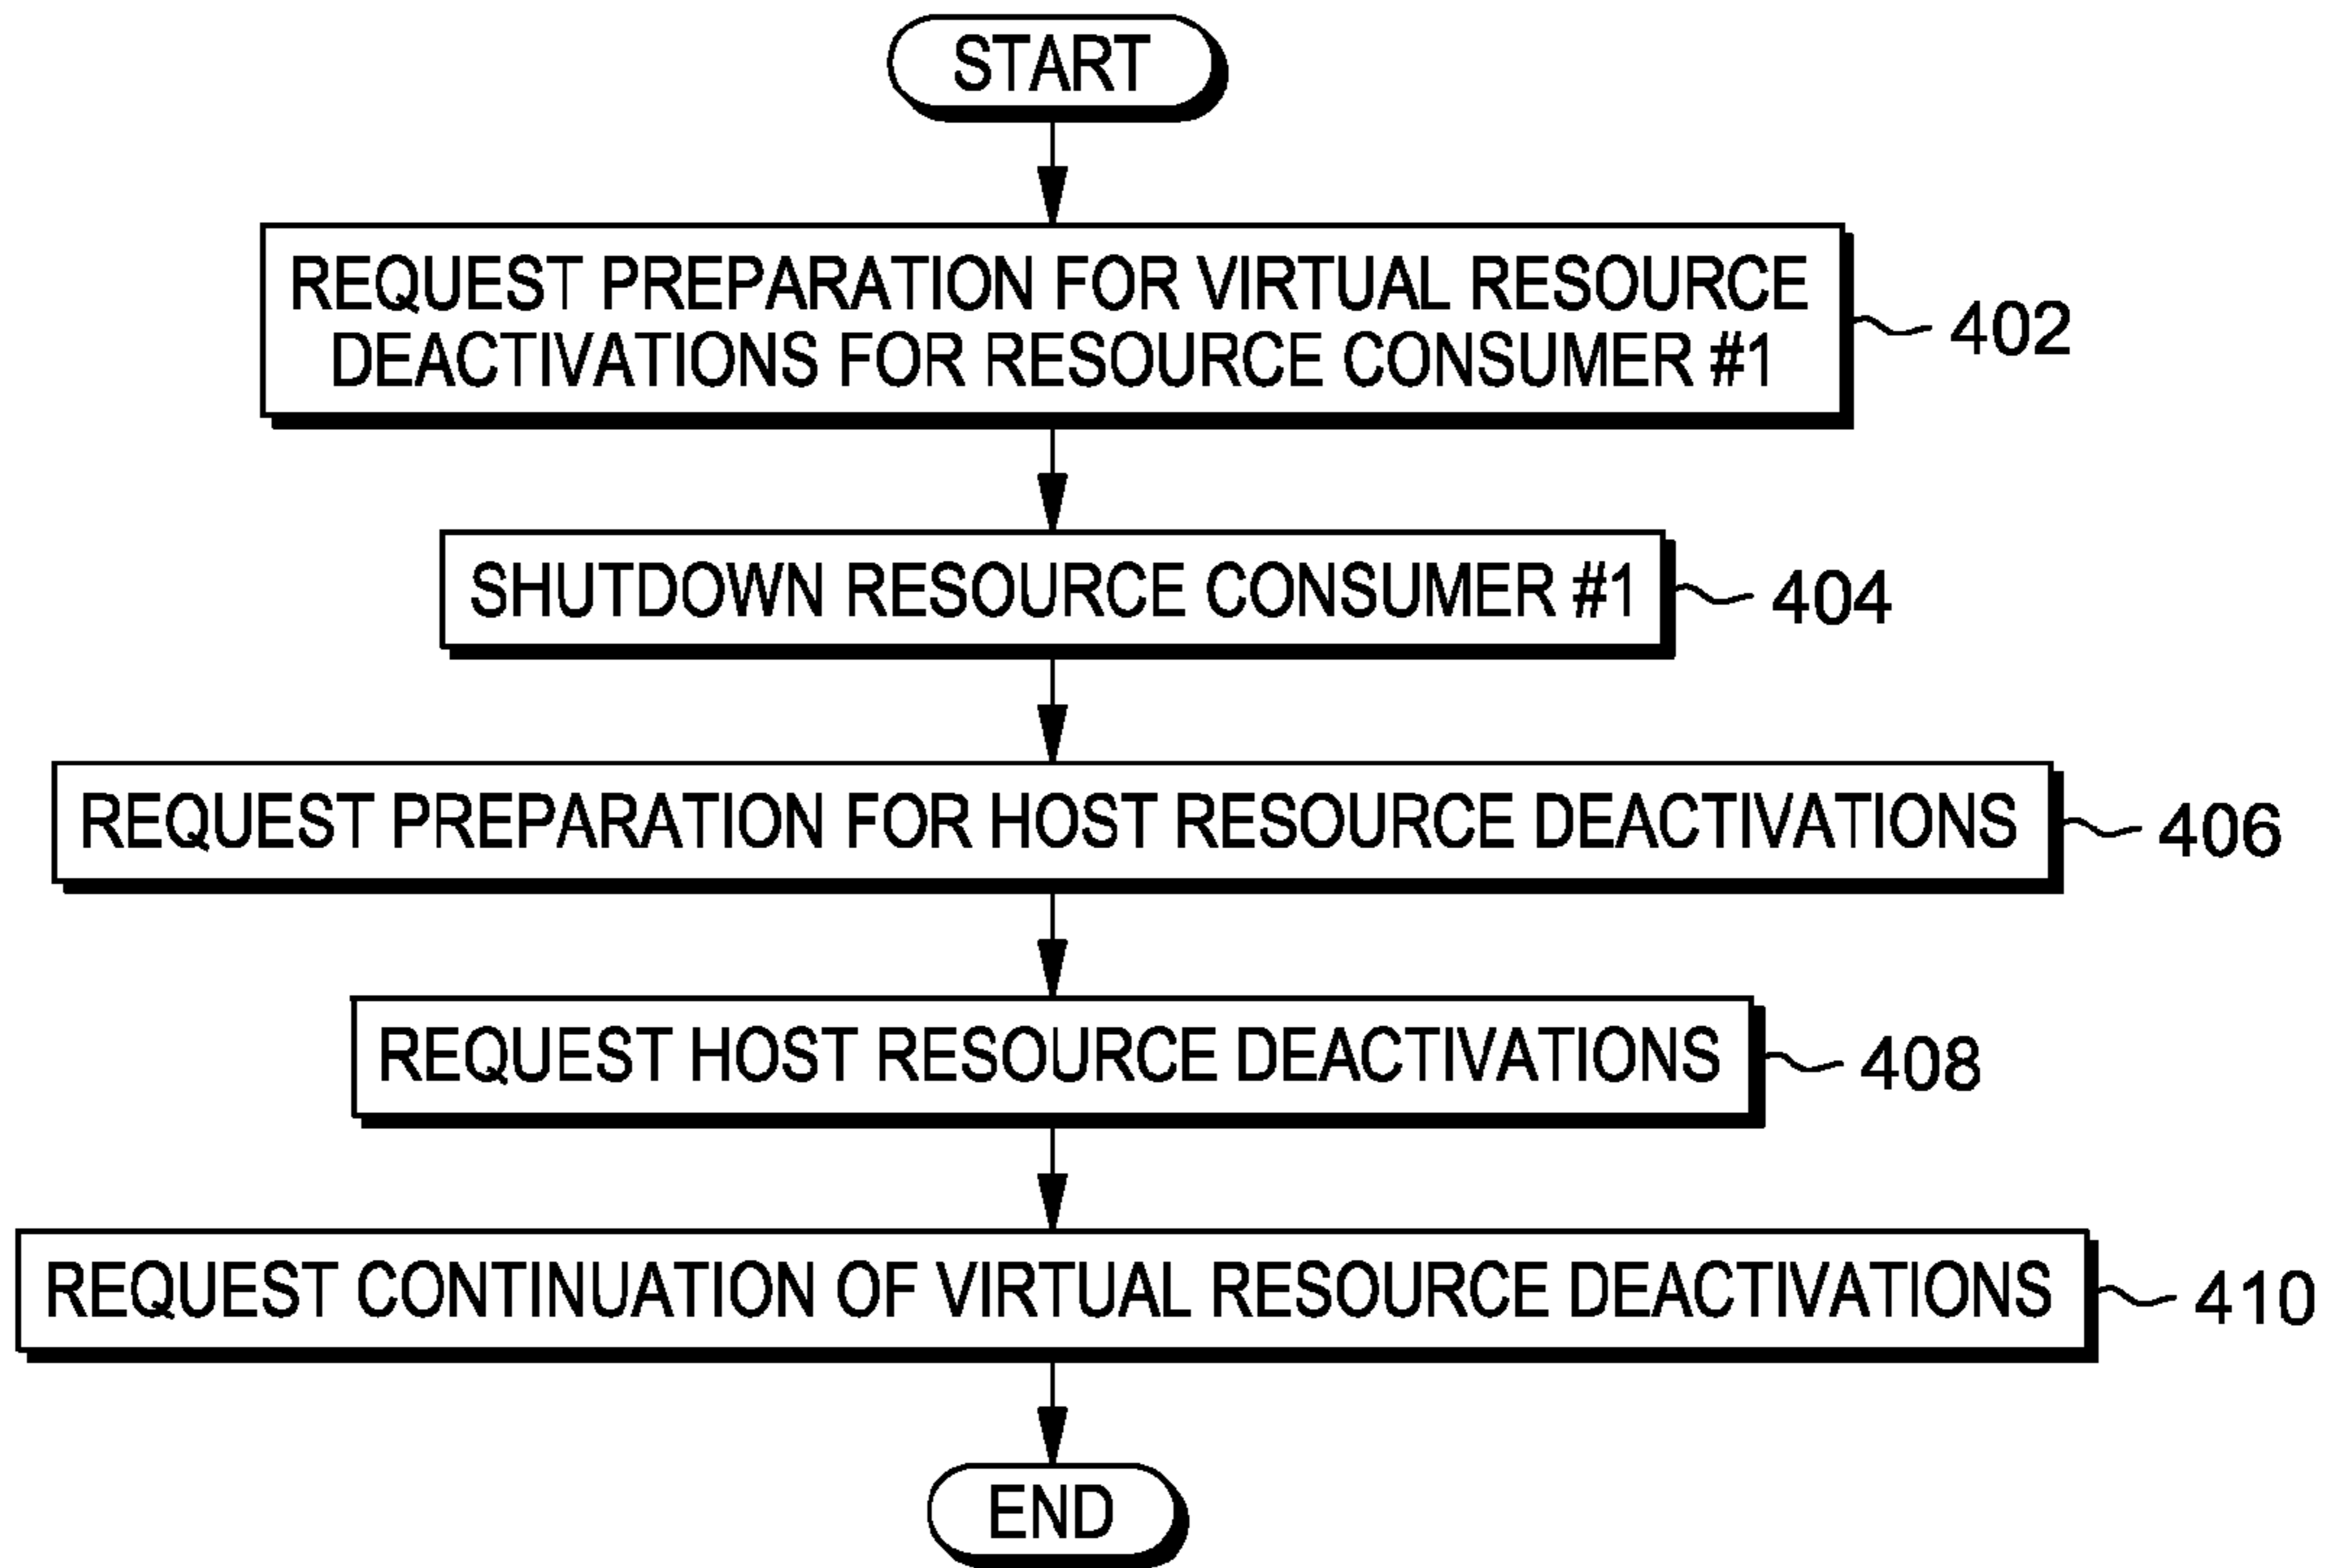 START
REQUEST PREPARATION FOR VIRTUAL RESOURCE
DEACTIVATIONS FOR RESOURCE CONSUMER #1
402
SHUTDOWN RESOURCE CONSUMER #1
404
REQUEST PREPARATION FOR HOST RESOURCE DEACTIVATIONS
406
REQUEST HOST RESOURCE DEACTIVATIONS
408
REQUEST CONTINUATION OF VIRTUAL RESOURCE DEACTIVATIONS
410
END